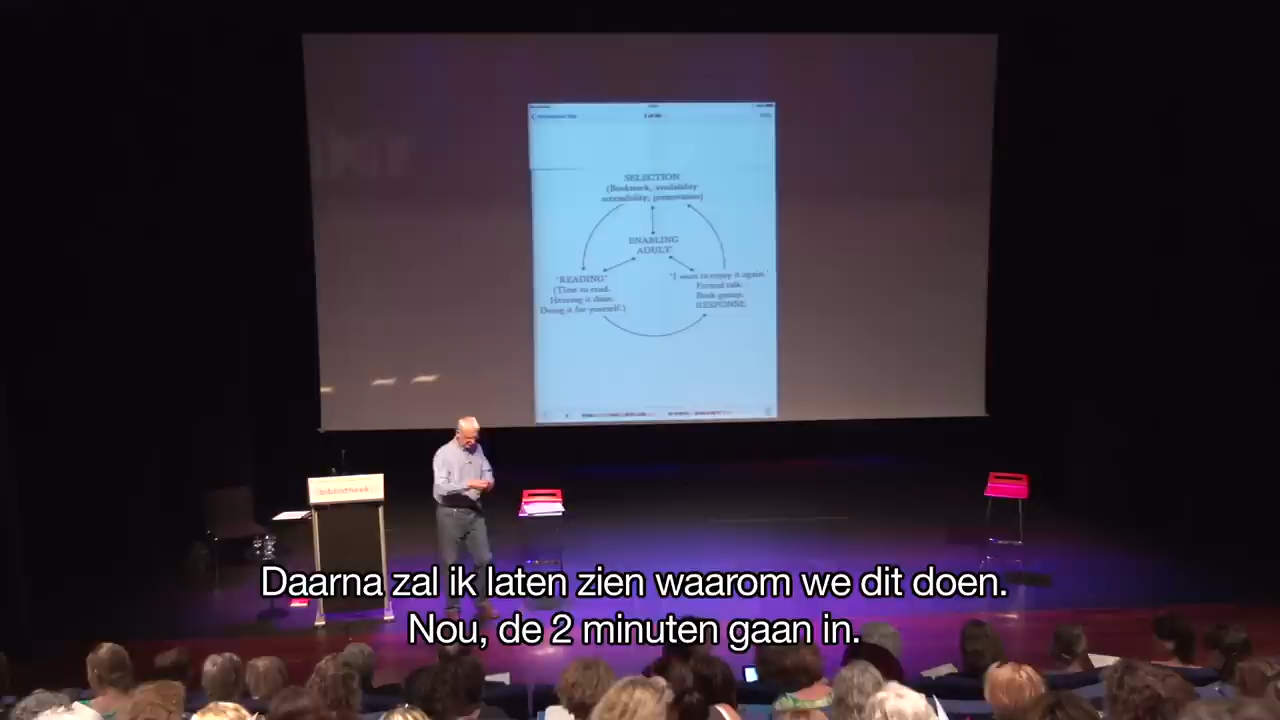 SELECTION
(Bookstock, availability
accessibility, presentation)
ENABLING
ADULT
'READING'
(Time to read.
Hearing it done.
Doing it for yourself.)
'I want to enjoy it again.'
Formal talk.
Book gossip.
RESPONSE
bibliotheek
Daarna zal ik laten zien waarom we dit doen.
Nou, de 2 minuten gaan in.